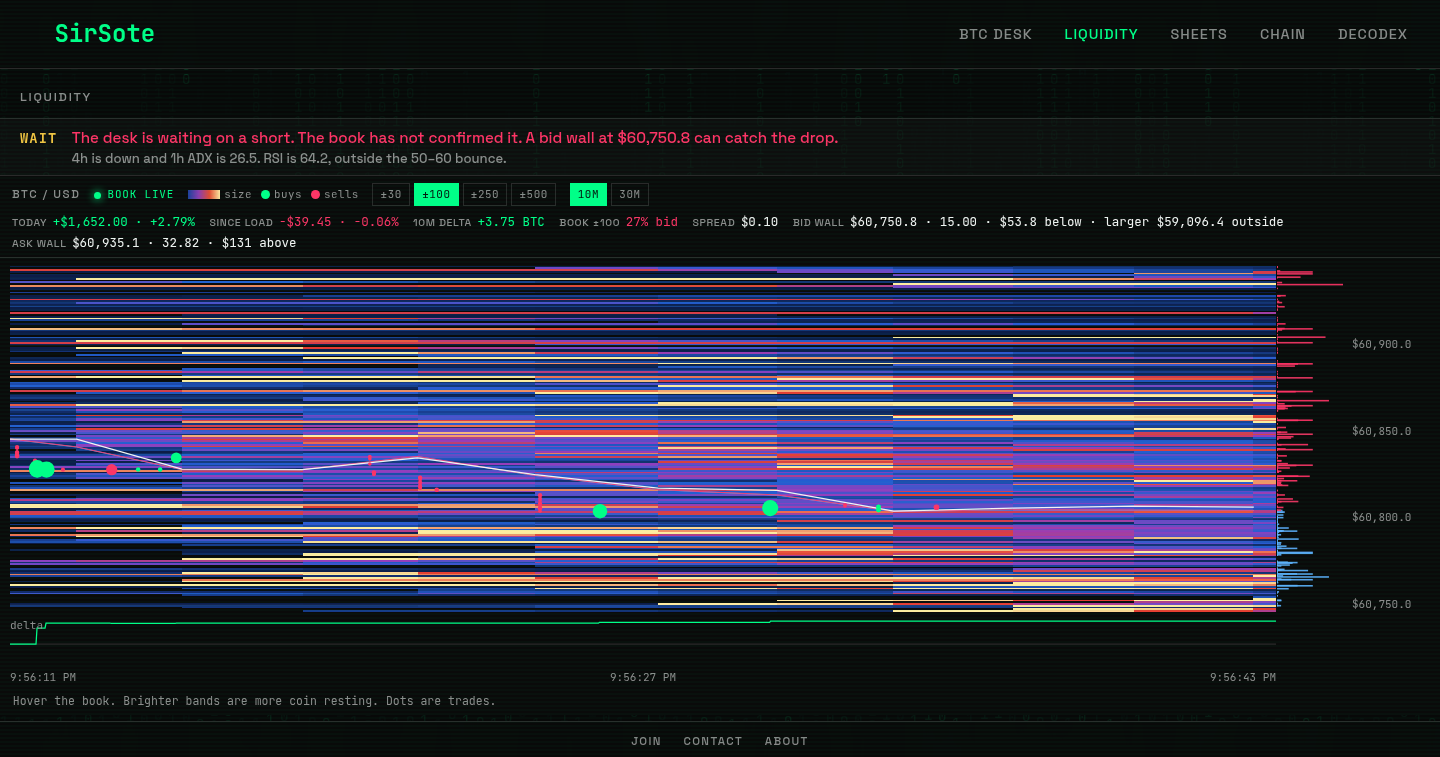 SirSote
BTC DESK LIQUIDITY SHEETS CHAIN DECODEX
LIQUIDITY
WAIT The desk is waiting on a short. The book has not confirmed it. A bid wall at $60,750.8 can catch the drop.
4h is down and 1h ADX is 26.5. RSI is 64.2, outside the 50–60 bounce.
BTC / USD BOOK LIVE size buys sells ±30 ±100 ±250 ±500 10M 30M
TODAY +$1,652.00 · +2.79% SINCE LOAD -$39.45 · -0.06% 10M DELTA +3.75 BTC BOOK ±100 27% bid SPREAD $0.10 BID WALL $60,750.8 · 15.00 · $53.8 below · larger $59,096.4 outside
ASK WALL $60,935.1 · 32.82 · $131 above
$60,900.0
$60,850.0
$60,800.0
$60,750.0
delta
9:56:11 PM 9:56:27 PM 9:56:43 PM
Hover the book. Brighter bands are more coin resting. Dots are trades.
JOIN CONTACT ABOUT